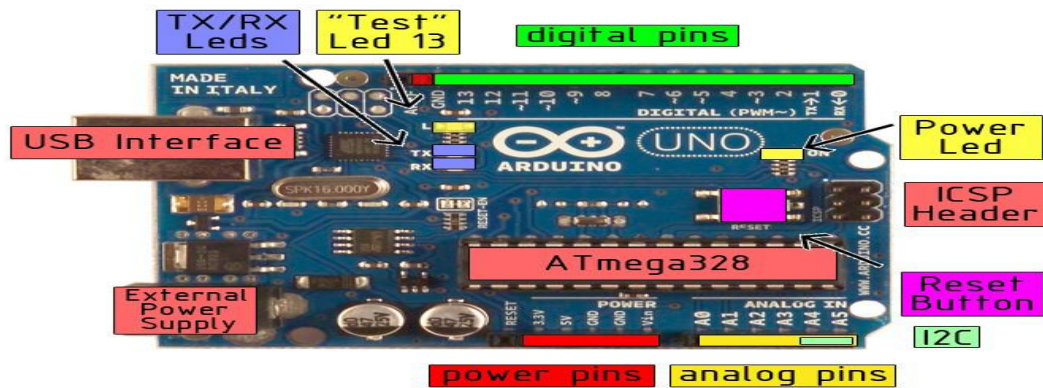 TX/RX
Leds
"Test"
Led 13
digital pins
MADE
IN ITALY
AREF
GND
13
12
~11
~10
~9
8
7
~6
~5
4
~3
2
TX→1
RX←0
DIGITAL (PWM~)
USB Interface
L
TX
RX
ARDUINO
UNO
ON
Power
Led
SPK16.000Y
RESET-EN
ICSP
RESET
ICSP
Header
ATmega328
WWW.ARDUINO.CC
External
Power
Supply
Reset
Button
POWER
ANALOG IN
RESET
3.3V
5V
GND
GND
Vin
A0
A1
A2
A3
A4
A5
I2C
power pins
analog pins